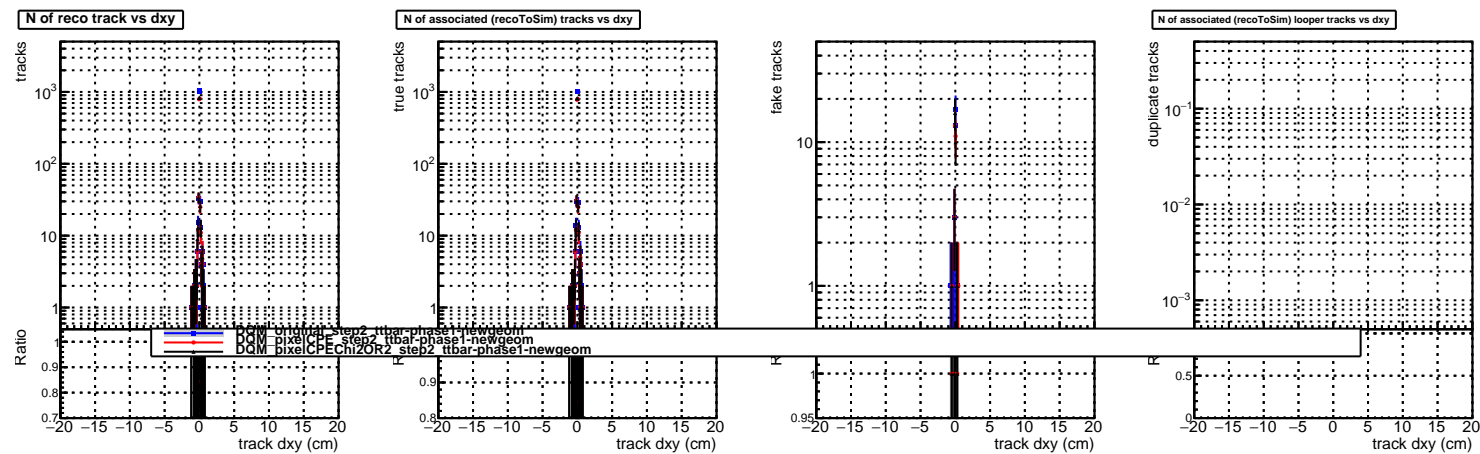 N of reco track vs dxy
N of associated (recoToSim) tracks vs dxy
N of associated (recoToSim) looper tracks vs dxy
tracks
10³
10²
10
1
Ratio
1
0.9
0.8
0.7
−20 −15 −10 −5 0 5 10 15 20
track dxy (cm)
true tracks
10³
10²
10
1
0.9
0.8
−20 −15 −10 −5 0 5 10 15 20
track dxy (cm)
fake tracks
10
1
1
0.95
−20 −15 −10 −5 0 5 10 15 20
track dxy (cm)
duplicate tracks
10⁻¹
10⁻²
10⁻³
0.5
0
−20 −15 −10 −5 0 5 10 15 20
track dxy (cm)
DQM_original_step2_ttbar-phase1-newgeom
DQM_pixelCPE_step2_ttbar-phase1-newgeom
DQM_pixelCPEChi2OR2_step2_ttbar-phase1-newgeom